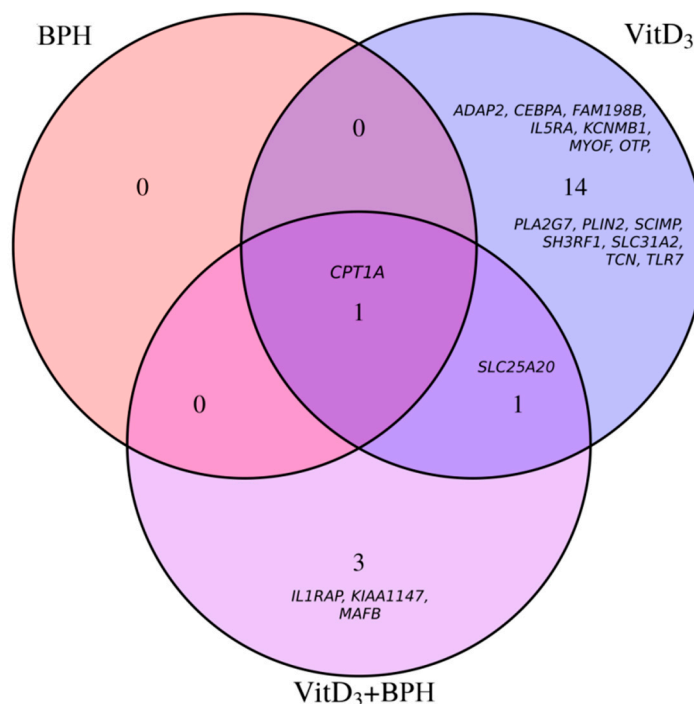 BPH
VitD₃
ADAP2, CEBPA, FAM198B,
IL5RA, KCNMB1,
MYOF, OTP,
0
0
14
PLA2G7, PLIN2, SCIMP,
SH3RF1, SLC31A2,
TCN, TLR7
CPT1A
1
SLC25A20
0
1
3
IL1RAP, KIAA1147,
MAFB
VitD₃+BPH